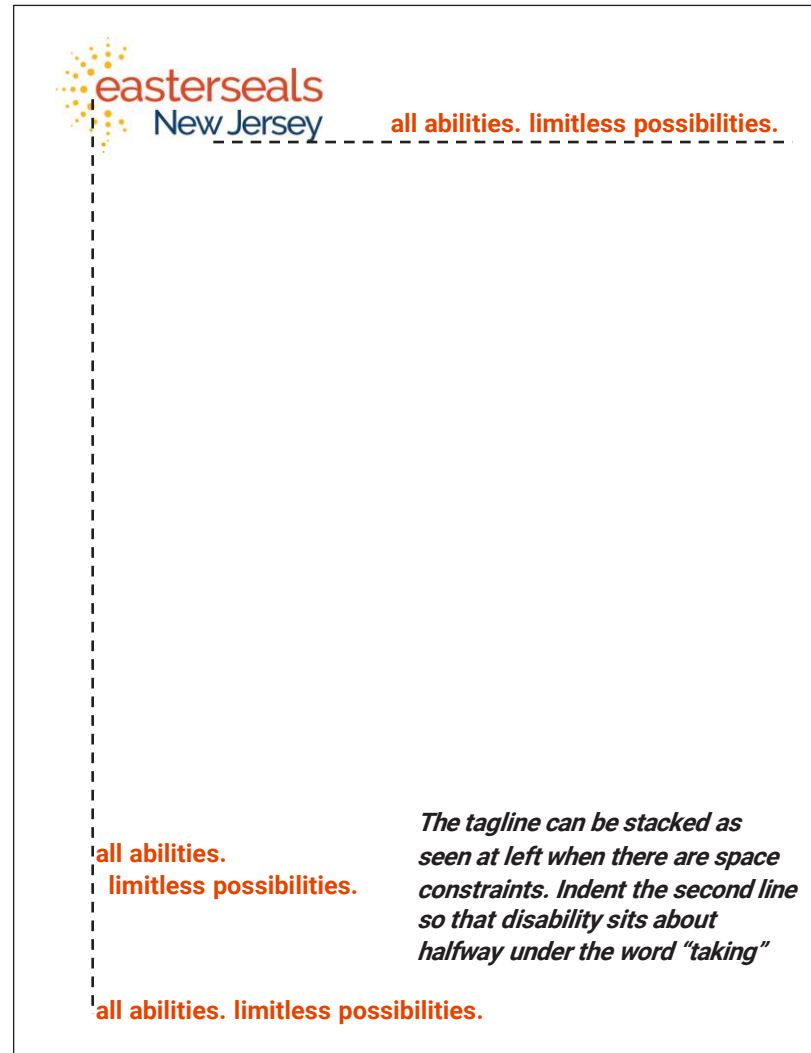 easterseals
New Jersey
all abilities. limitless possibilities.
The tagline can be stacked as
seen at left when there are space
constraints. Indent the second line
so that disability sits about
halfway under the word “taking”
all abilities.
limitless possibilities.
all abilities. limitless possibilities.